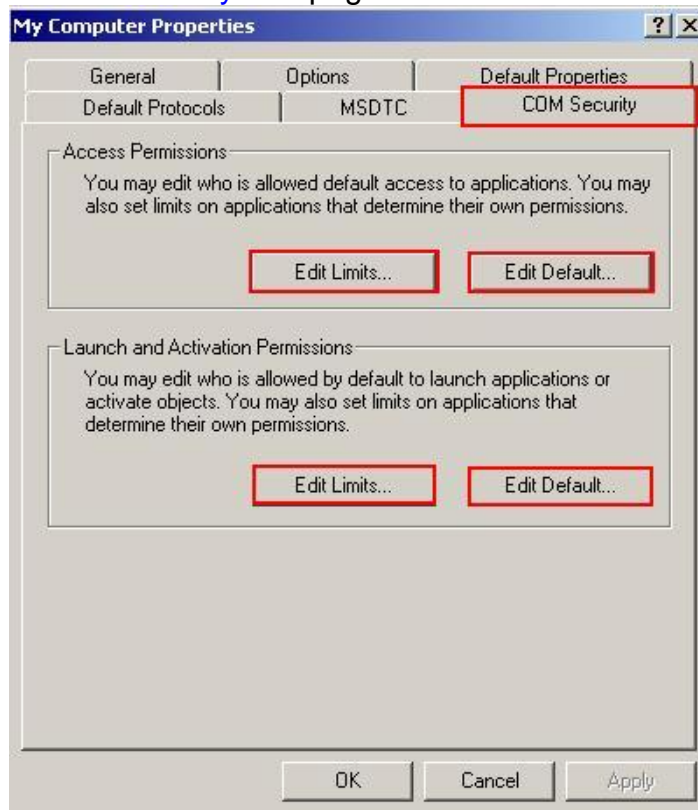 My Computer Properties ? X
General Options Default Properties
Default Protocols MSDTC COM Security
Access Permissions
You may edit who is allowed default access to applications. You may
also set limits on applications that determine their own permissions.
Edit Limits... Edit Default...
Launch and Activation Permissions
You may edit who is allowed by default to launch applications or
activate objects. You may also set limits on applications that
determine their own permissions.
Edit Limits... Edit Default...
OK Cancel Apply